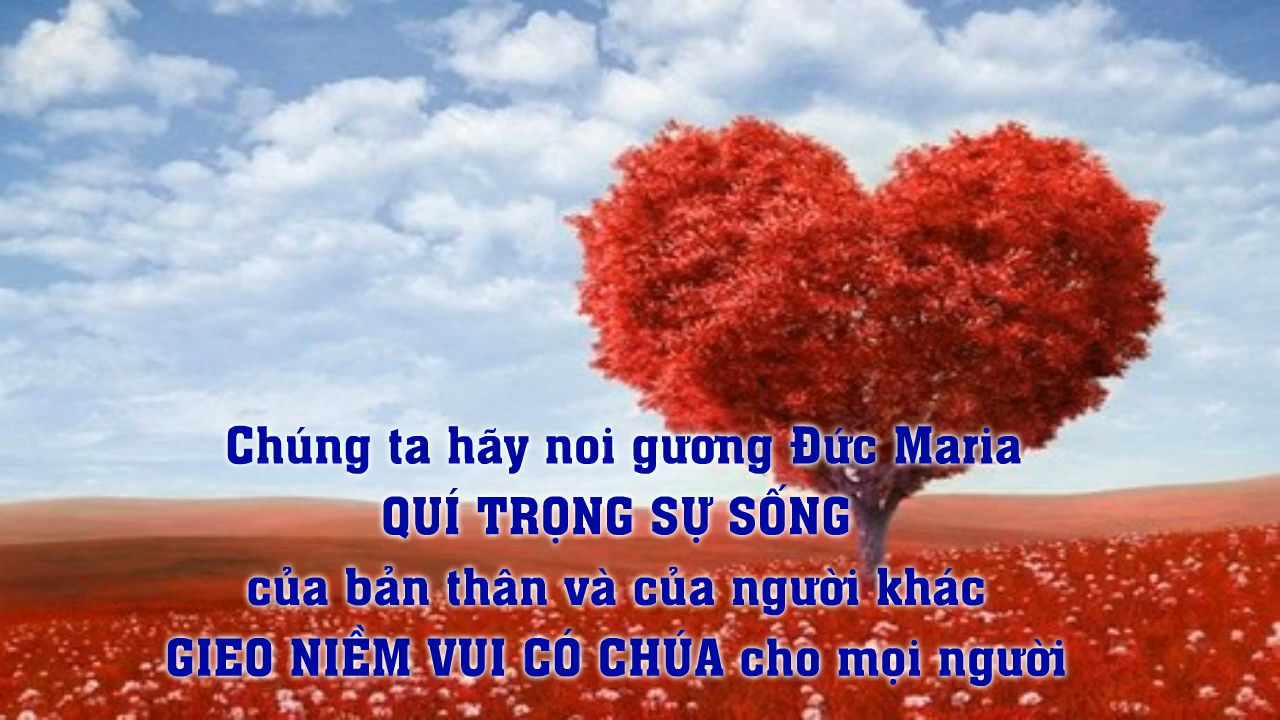 Chúng ta hãy noi gương Đức Maria
QUÍ TRỌNG SỰ SỐNG
của bản thân và của người khác
GIEO NIỀM VUI CÓ CHÚA cho mọi người